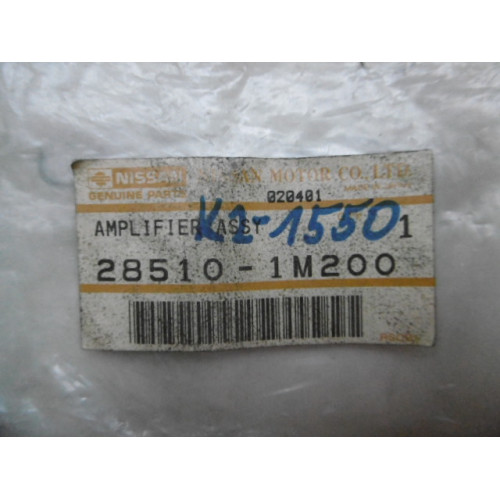 NISSAN MOTOR CO., LTD.
GENUINE PARTS
020401
AMPLIFIER ASSY 1
K2-1550
28510-1M200